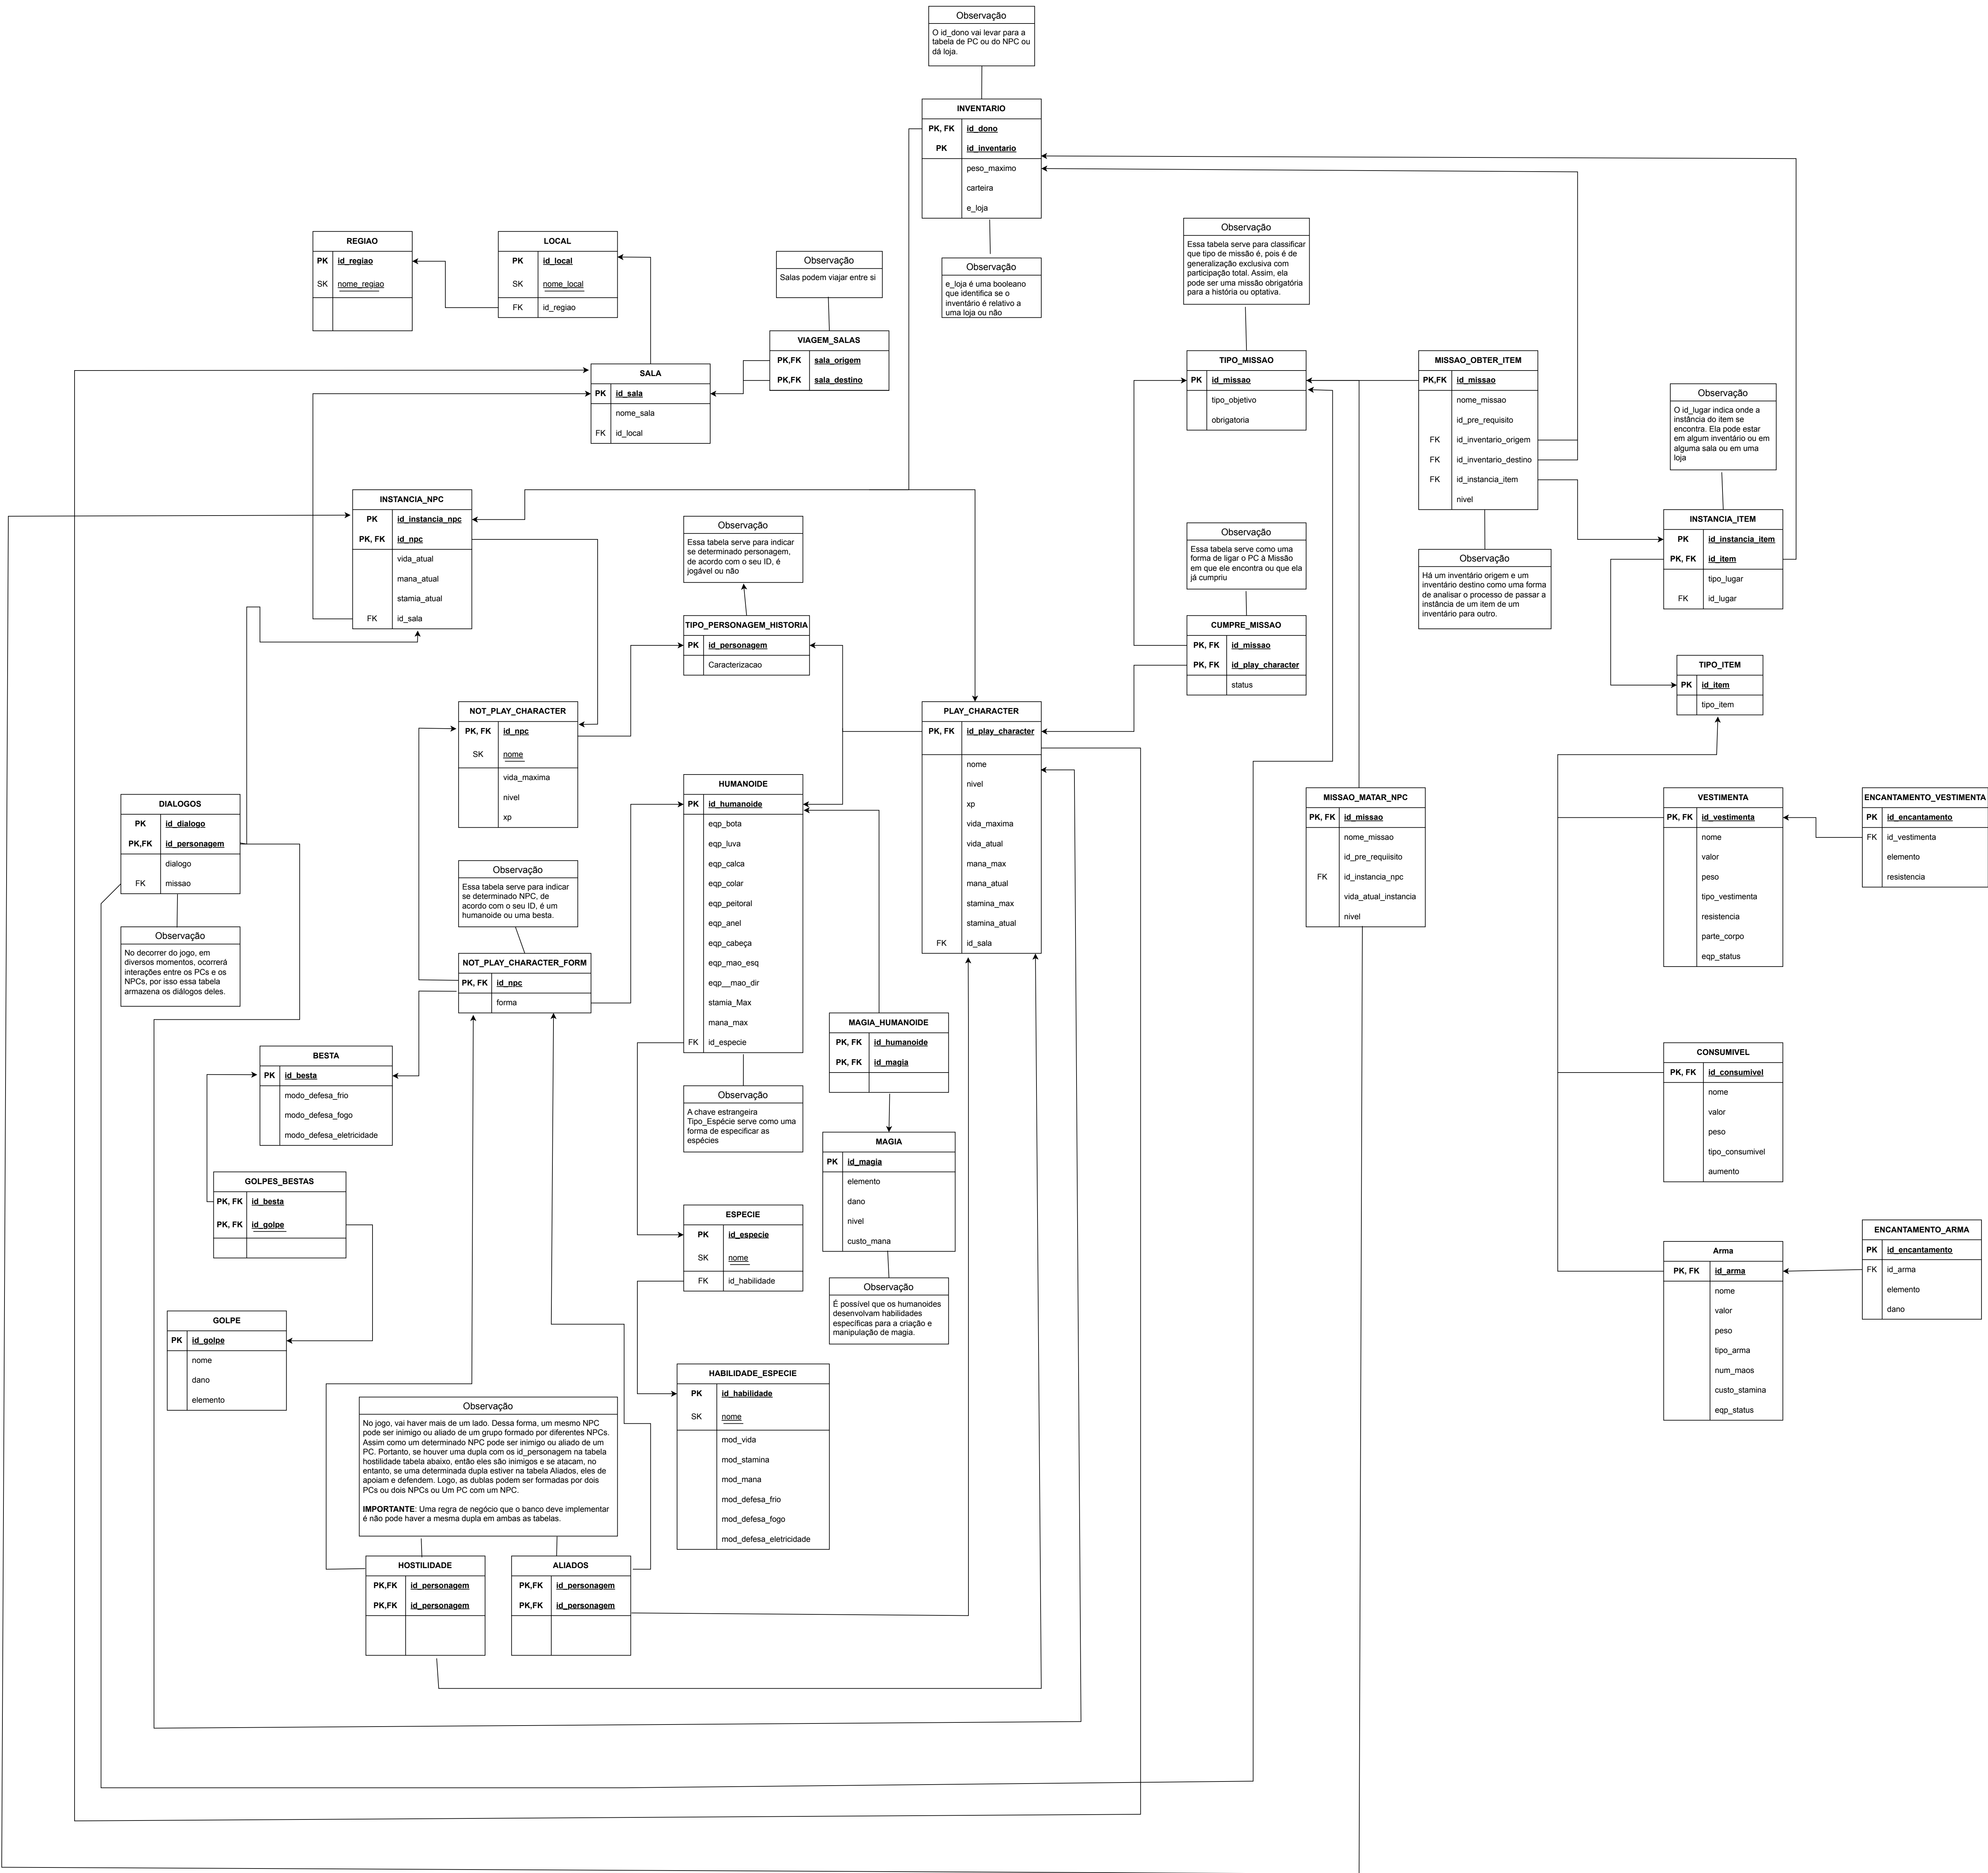 Observação
O id_dono vai levar para a
tabela de PC ou do NPC ou
dá loja.
INVENTARIO
PK, FK id_dono
PK id_inventario
peso_maximo
carteira
e_loja
Observação
e_loja é uma booleano
que identifica se o
inventário é relativo a
uma loja ou não
REGIAO
PK id_regiao
SK nome_regiao
LOCAL
PK id_local
SK nome_local
FK id_regiao
Observação
Salas podem viajar entre si
VIAGEM_SALAS
PK,FK sala_origem
PK,FK sala_destino
SALA
PK id_sala
nome_sala
FK id_local
Observação
Essa tabela serve para classificar
que tipo de missão é, pois é de
generalização exclusiva com
participação total. Assim, ela
pode ser uma missão obrigatória
para a história ou optativa.
TIPO_MISSAO
PK id_missao
tipo_objetivo
obrigatoria
MISSAO_OBTER_ITEM
PK,FK id_missao
nome_missao
id_pre_requisito
FK id_inventario_origem
FK id_inventario_destino
FK id_instancia_item
nivel
Observação
Há um inventário origem e um
inventário destino como uma forma
de analisar o processo de passar a
instância de um item de um
inventário para outro.
Observação
O id_lugar indica onde a
instância do item se
encontra. Ela pode estar
em algum inventário ou em
alguma sala ou em uma
loja
INSTANCIA_ITEM
PK id_instancia_item
PK, FK id_item
tipo_lugar
FK id_lugar
INSTANCIA_NPC
PK id_instancia_npc
PK, FK id_npc
vida_atual
mana_atual
stamia_atual
FK id_sala
Observação
Essa tabela serve para indicar
se determinado personagem,
de acordo com o seu ID, é
jogável ou não
TIPO_PERSONAGEM_HISTORIA
PK id_personagem
Caracterizacao
Observação
Essa tabela serve como uma
forma de ligar o PC à Missão
em que ele encontra ou que ela
já cumpriu
CUMPRE_MISSAO
PK, FK id_missao
PK, FK id_play_character
status
TIPO_ITEM
PK id_item
tipo_item
NOT_PLAY_CHARACTER
PK, FK id_npc
SK nome
vida_maxima
nivel
xp
PLAY_CHARACTER
PK, FK id_play_character
nome
nivel
xp
vida_maxima
vida_atual
mana_max
mana_atual
stamina_max
stamina_atual
FK id_sala
HUMANOIDE
PK id_humanoide
eqp_bota
eqp_luva
eqp_calca
eqp_colar
eqp_peitoral
eqp_anel
eqp_cabeça
eqp_mao_esq
eqp__mao_dir
stamia_Max
mana_max
FK id_especie
Observação
A chave estrangeira
Tipo_Espécie serve como uma
forma de especificar as
espécies
DIALOGOS
PK id_dialogo
PK,FK id_personagem
dialogo
FK missao
Observação
No decorrer do jogo, em
diversos momentos, ocorrerá
interações entre os PCs e os
NPCs, por isso essa tabela
armazena os diálogos deles.
Observação
Essa tabela serve para indicar
se determinado NPC, de
acordo com o seu ID, é um
humanoide ou uma besta.
NOT_PLAY_CHARACTER_FORM
PK, FK id_npc
forma
MISSAO_MATAR_NPC
PK, FK id_missao
nome_missao
id_pre_requiisito
FK id_instancia_npc
vida_atual_instancia
nivel
VESTIMENTA
PK, FK id_vestimenta
nome
valor
peso
tipo_vestimenta
resistencia
parte_corpo
eqp_status
ENCANTAMENTO_VESTIMENTA
PK id_encantamento
FK id_vestimenta
elemento
resistencia
BESTA
PK id_besta
modo_defesa_frio
modo_defesa_fogo
modo_defesa_eletricidade
MAGIA_HUMANOIDE
PK, FK id_humanoide
PK, FK id_magia
MAGIA
PK id_magia
elemento
dano
nivel
custo_mana
Observação
É possível que os humanoides
desenvolvam habilidades
específicas para a criação e
manipulação de magia.
CONSUMIVEL
PK, FK id_consumivel
nome
valor
peso
tipo_consumivel
aumento
GOLPES_BESTAS
PK, FK id_besta
PK, FK id_golpe
ESPECIE
PK id_especie
SK nome
FK id_habilidade
GOLPE
PK id_golpe
nome
dano
elemento
HABILIDADE_ESPECIE
PK id_habilidade
SK nome
mod_vida
mod_stamina
mod_mana
mod_defesa_frio
mod_defesa_fogo
mod_defesa_eletricidade
Arma
PK, FK id_arma
nome
valor
peso
tipo_arma
num_maos
custo_stamina
eqp_status
ENCANTAMENTO_ARMA
PK id_encantamento
FK id_arma
elemento
dano
Observação
No jogo, vai haver mais de um lado. Dessa forma, um mesmo NPC
pode ser inimigo ou aliado de um grupo formado por diferentes NPCs.
Assim como um determinado NPC pode ser inimigo ou aliado de um
PC. Portanto, se houver uma dupla com os id_personagem na tabela
hostilidade tabela abaixo, então eles são inimigos e se atacam, no
entanto, se uma determinada dupla estiver na tabela Aliados, eles de
apoiam e defendem. Logo, as dublas podem ser formadas por dois
PCs ou dois NPCs ou Um PC com um NPC.
IMPORTANTE: Uma regra de negócio que o banco deve implementar
é não pode haver a mesma dupla em ambas as tabelas.
HOSTILIDADE
PK,FK id_personagem
PK,FK id_personagem
ALIADOS
PK,FK id_personagem
PK,FK id_personagem